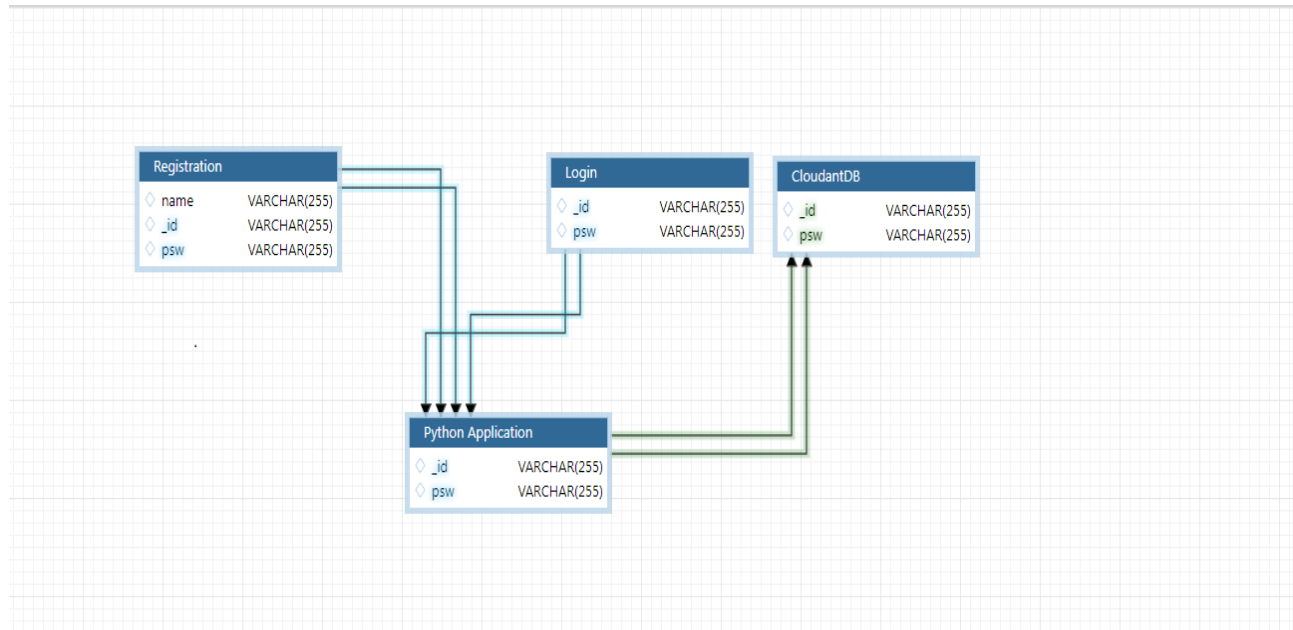 Registration
name VARCHAR(255)
_id VARCHAR(255)
psw VARCHAR(255)
Login
_id VARCHAR(255)
psw VARCHAR(255)
CloudantDB
_id VARCHAR(255)
psw VARCHAR(255)
Python Application
_id VARCHAR(255)
psw VARCHAR(255)